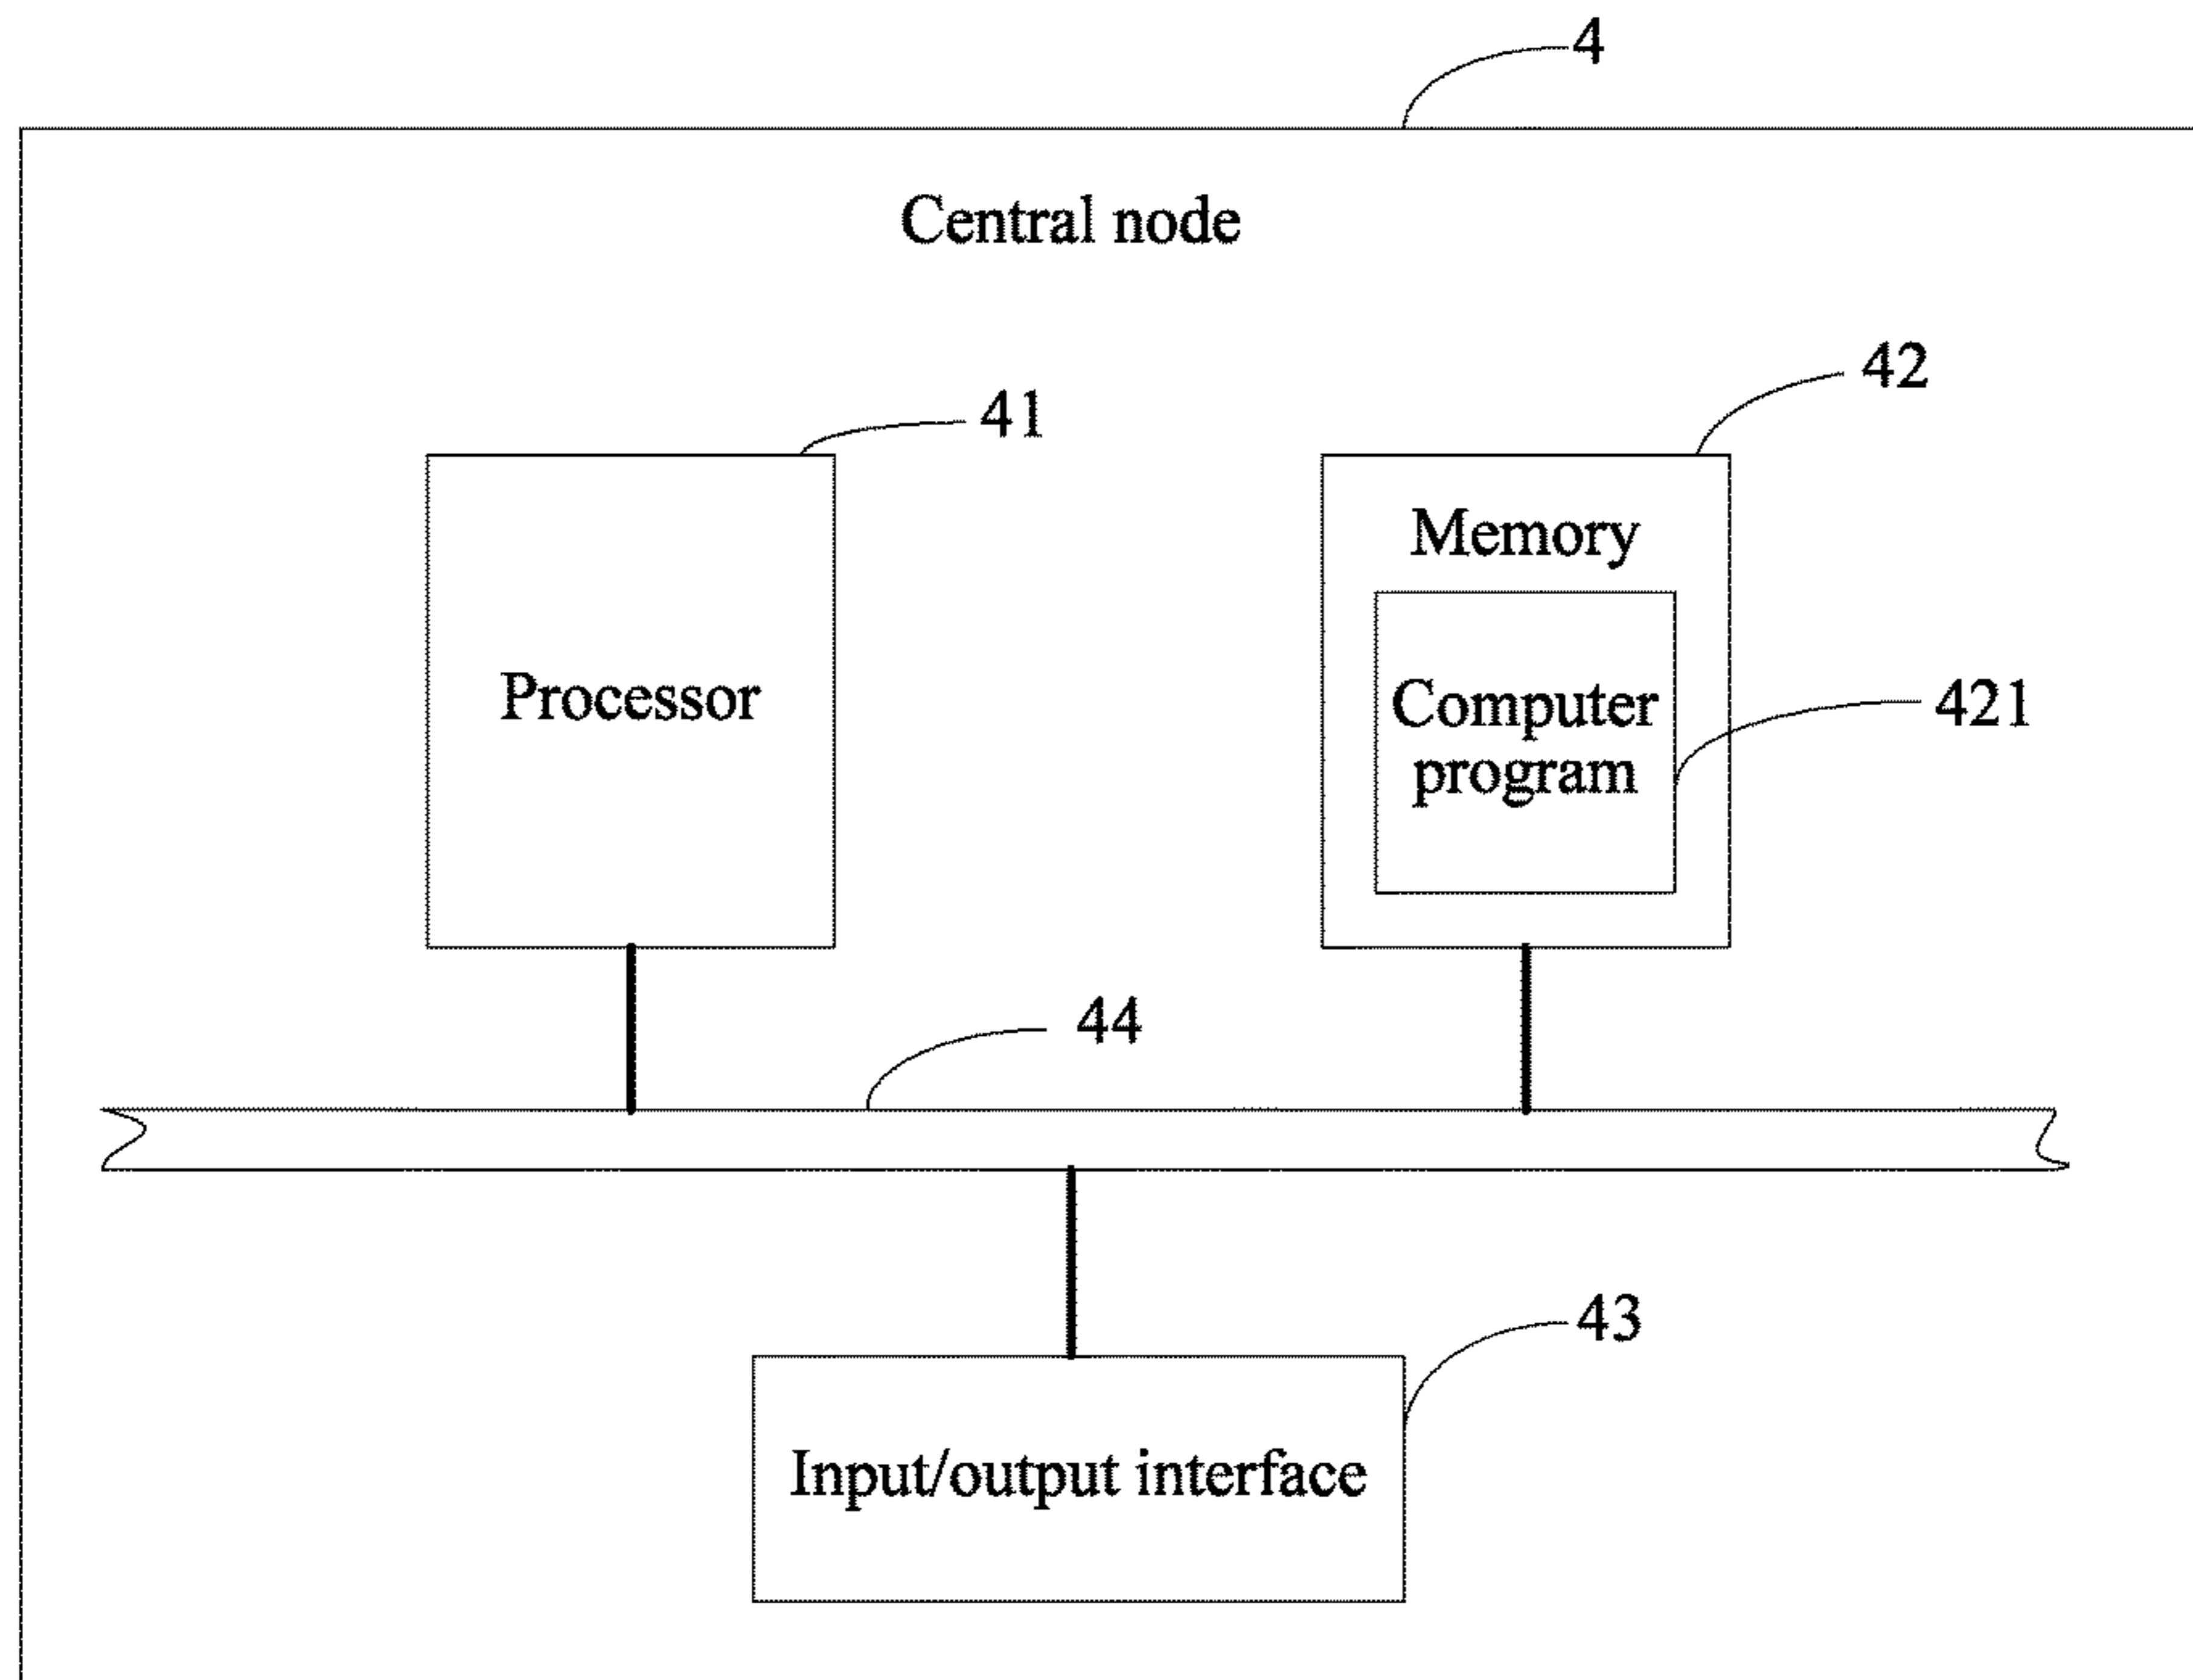 4
Central node
42
41
Memory
Processor
Computer
program
421
44
43
Input/output interface